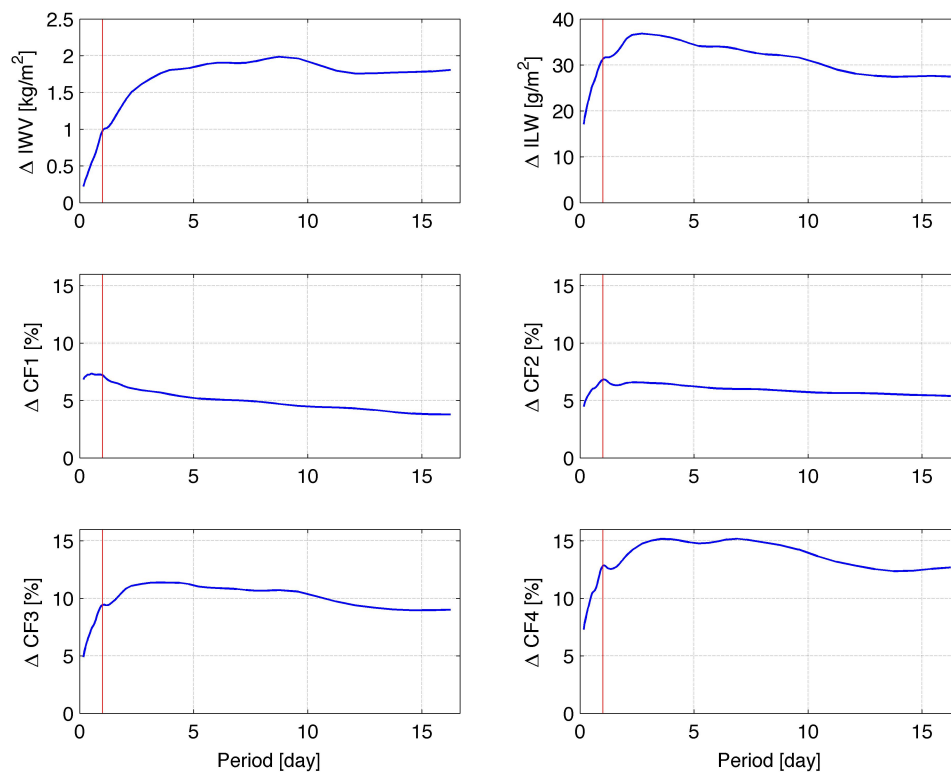 Δ IWV [kg/m²]
2.5
2
1.5
1
0.5
0
0 5 10 15
Δ ILW [g/m²]
40
30
20
10
0
0 5 10 15
Δ CF1 [%]
15
10
5
0
0 5 10 15
Δ CF2 [%]
15
10
5
0
0 5 10 15
Δ CF3 [%]
15
10
5
0
0 5 10 15
Period [day]
Δ CF4 [%]
15
10
5
0
0 5 10 15
Period [day]